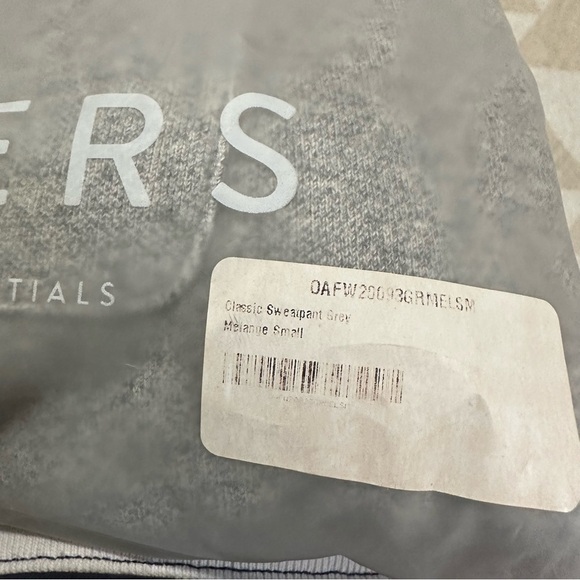 ERS
TIALS
OAFW20093GRMELSM
Classic Sweatpant Grey
Melange Small